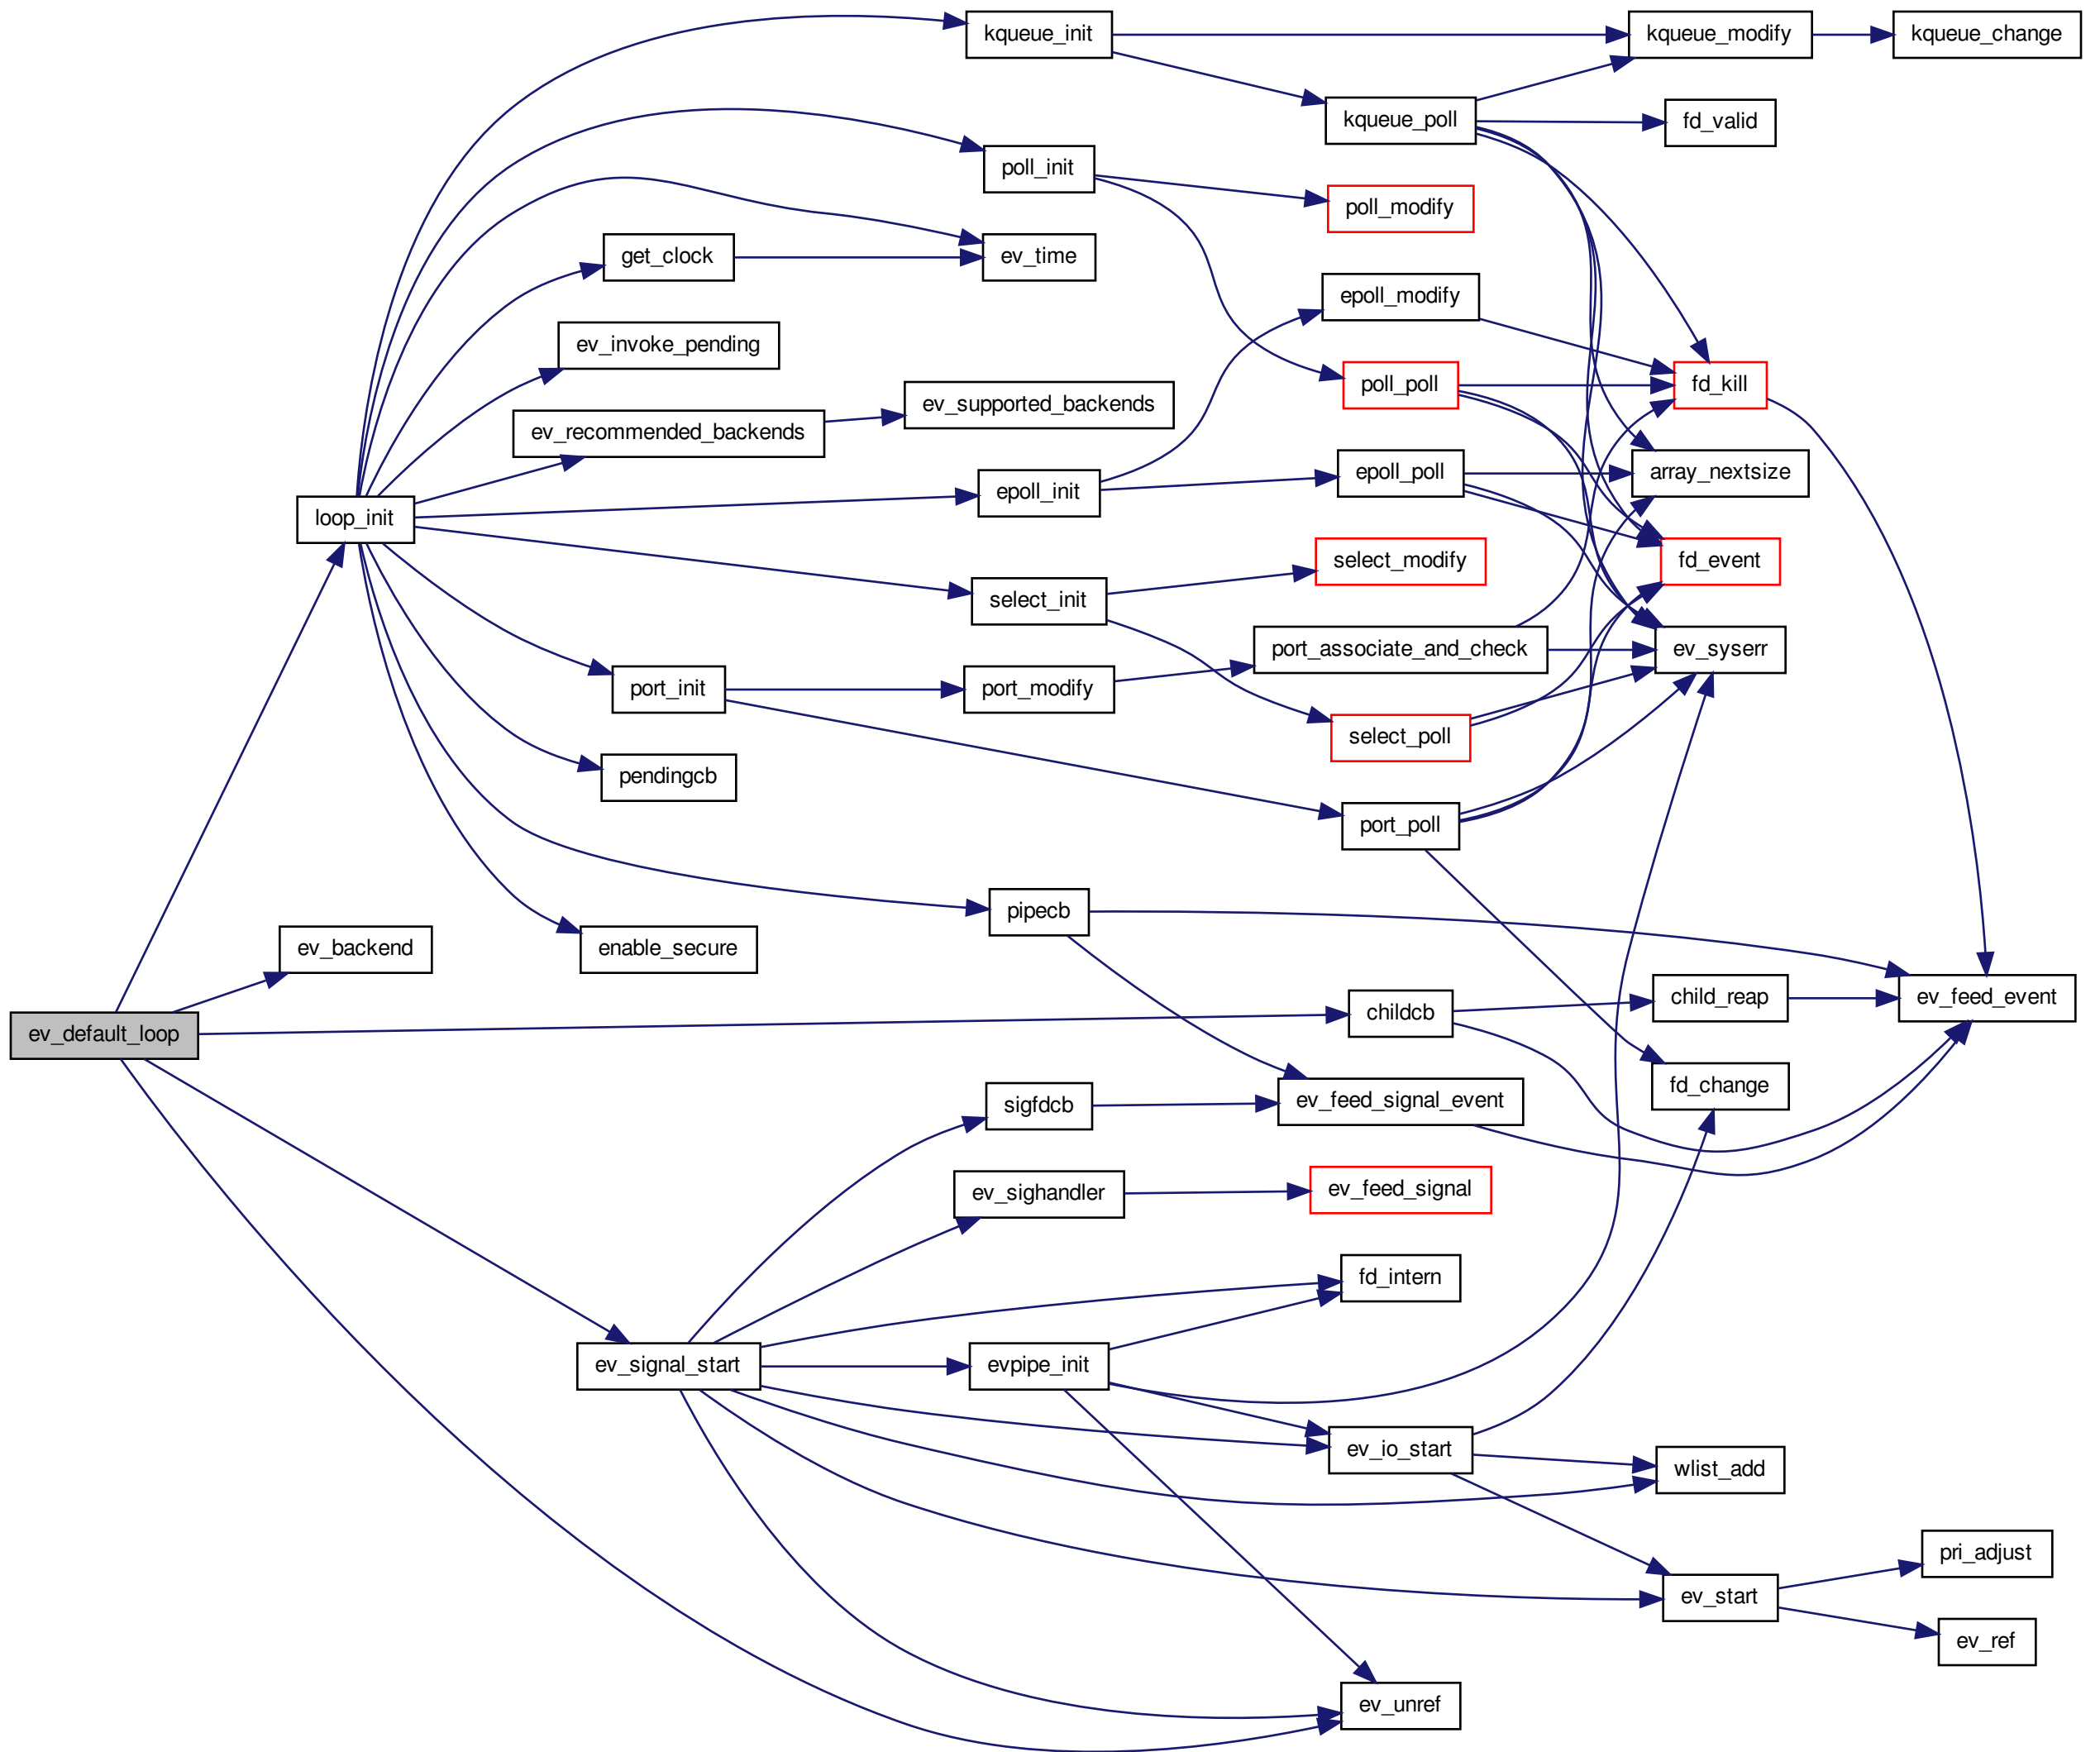 kqueue_init
kqueue_modify
kqueue_change
kqueue_poll
fd_valid
poll_init
poll_modify
get_clock
ev_time
epoll_modify
ev_invoke_pending
poll_poll
fd_kill
ev_supported_backends
ev_recommended_backends
epoll_poll
array_nextsize
epoll_init
loop_init
select_modify
fd_event
select_init
port_associate_and_check
ev_syserr
port_init
port_modify
select_poll
pendingcb
port_poll
pipecb
ev_backend
enable_secure
child_reap
ev_feed_event
childcb
ev_default_loop
fd_change
sigfdcb
ev_feed_signal_event
ev_sighandler
ev_feed_signal
fd_intern
ev_signal_start
evpipe_init
ev_io_start
wlist_add
pri_adjust
ev_start
ev_ref
ev_unref